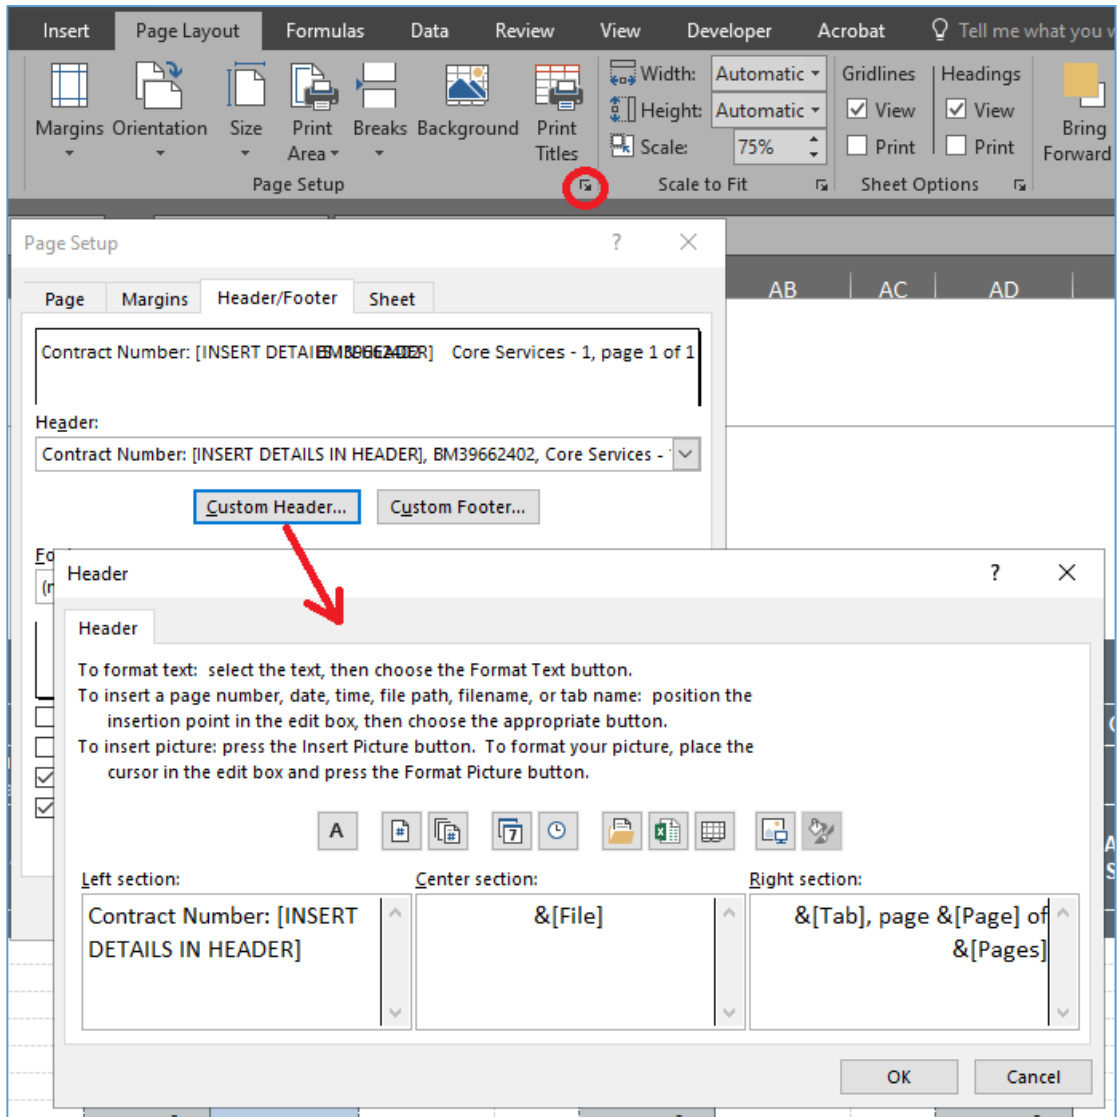 Insert Page Layout Formulas Data Review View Developer Acrobat Tell me what you w
Width: Automatic Gridlines Headings
Height: Automatic View View
Margins Orientation Size Print Breaks Background Print Scale: 75% Print Print Bring
Area Titles Forward
Page Setup Scale to Fit Sheet Options
Page Setup ? ×
AB AC AD
Page Margins Header/Footer Sheet
Contract Number: [INSERT DETAILS IN HEADER] Core Services - 1, page 1 of 1
Header:
Contract Number: [INSERT DETAILS IN HEADER], BM39662402, Core Services -
Custom Header... Custom Footer...
Header ? ×
Header
To format text: select the text, then choose the Format Text button.
To insert a page number, date, time, file path, filename, or tab name: position the
insertion point in the edit box, then choose the appropriate button.
To insert picture: press the Insert Picture button. To format your picture, place the
cursor in the edit box and press the Format Picture button.
A # # 7
Left section: Center section: Right section:
Contract Number: [INSERT &[File] &[Tab], page &[Page] of
DETAILS IN HEADER] &[Pages]
OK Cancel